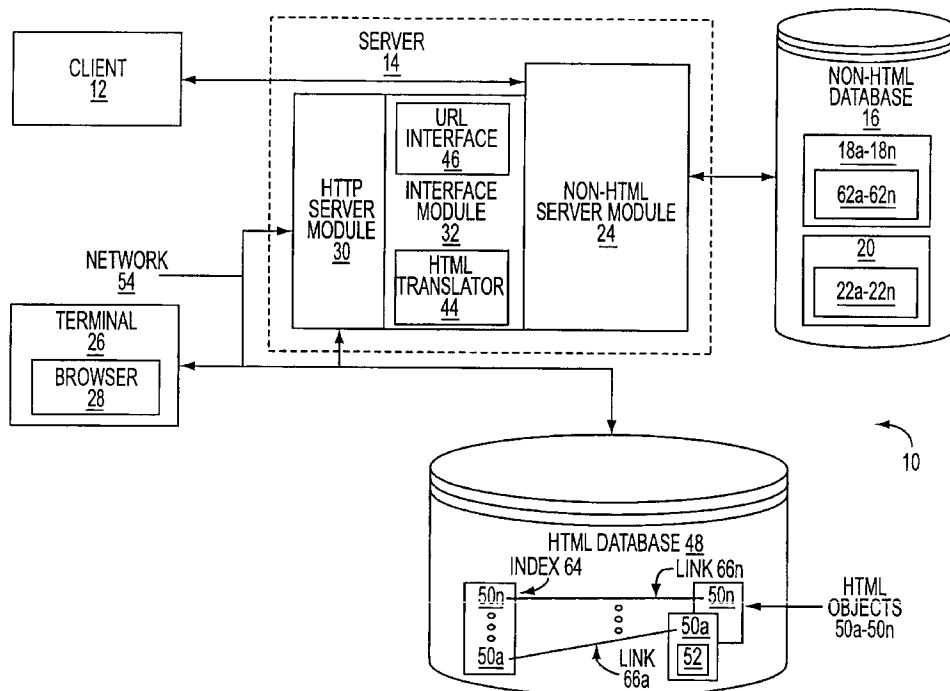 CLIENT
12
SERVER
14
HTTP
SERVER
MODULE
30
URL
INTERFACE
46
INTERFACE
MODULE
32
HTML
TRANSLATOR
44
NON-HTML
SERVER MODULE
24
NON-HTML
DATABASE
16
18a-18n
62a-62n
20
22a-22n
NETWORK
54
TERMINAL
26
BROWSER
28
10
HTML DATABASE 48
INDEX 64
LINK 66n
50n
50a
50n
50a
52
LINK
66a
HTML
OBJECTS
50a-50n